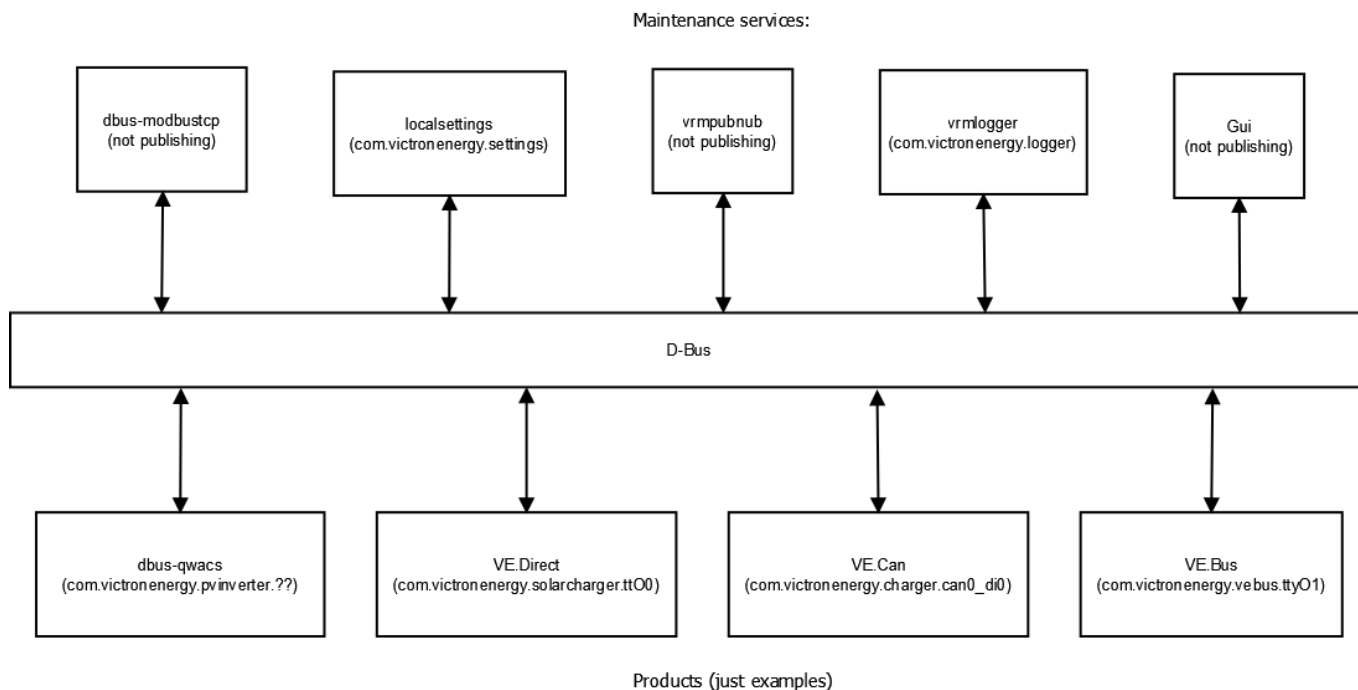 Maintenance services:
dbus-modbustcp
(not publishing)
localsettings
(com.victronenergy.settings)
vrmpubnub
(not publishing)
vrmlogger
(com.victronenergy.logger)
Gui
(not publishing)
D-Bus
dbus-qwacs
(com.victronenergy.pvinverter.??)
VE.Direct
(com.victronenergy.solarcharger.ttO0)
VE.Can
(com.victronenergy.charger.can0_di0)
VE.Bus
(com.victronenergy.vebus.ttyO1)
Products (just examples)